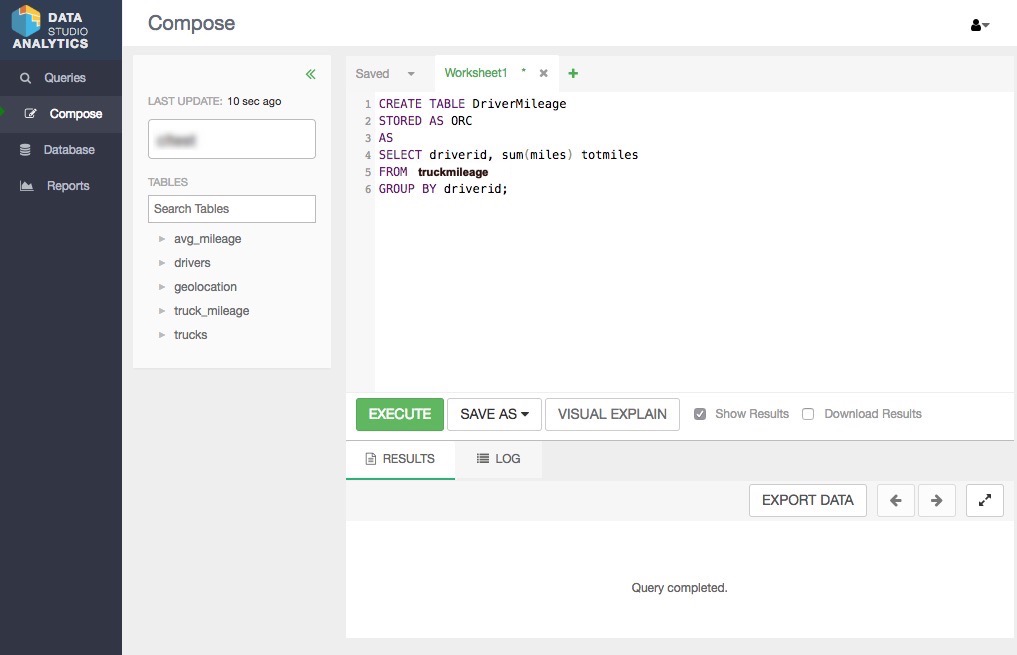 DATA
STUDIO
ANALYTICS
Compose
Queries
Compose
Database
Reports
LAST UPDATE: 10 sec ago
TABLES
Search Tables
avg_mileage
drivers
geolocation
truck_mileage
trucks
Saved
Worksheet1 *
1 CREATE TABLE DriverMileage
2 STORED AS ORC
3 AS
4 SELECT driverid, sum(miles) totmiles
5 FROM truckmileage
6 GROUP BY driverid;
EXECUTE
SAVE AS
VISUAL EXPLAIN
Show Results
Download Results
RESULTS
LOG
EXPORT DATA
Query completed.